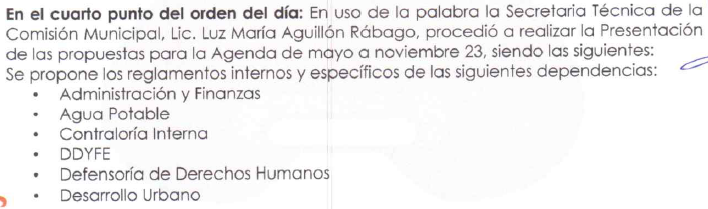 En el cuarto punto del orden del día: En uso de la palabra la Secretaria Técnica de la
Comisión Municipal, Lic. Luz María Aguillón Rábago, procedió a realizar la Presentación
de las propuestas para la Agenda de mayo a noviembre 23, siendo las siguientes:
Se propone los reglamentos internos y específicos de las siguientes dependencias:
• Administración y Finanzas
• Agua Potable
• Contraloría Interna
• DDYFE
• Defensoría de Derechos Humanos
• Desarrollo Urbano